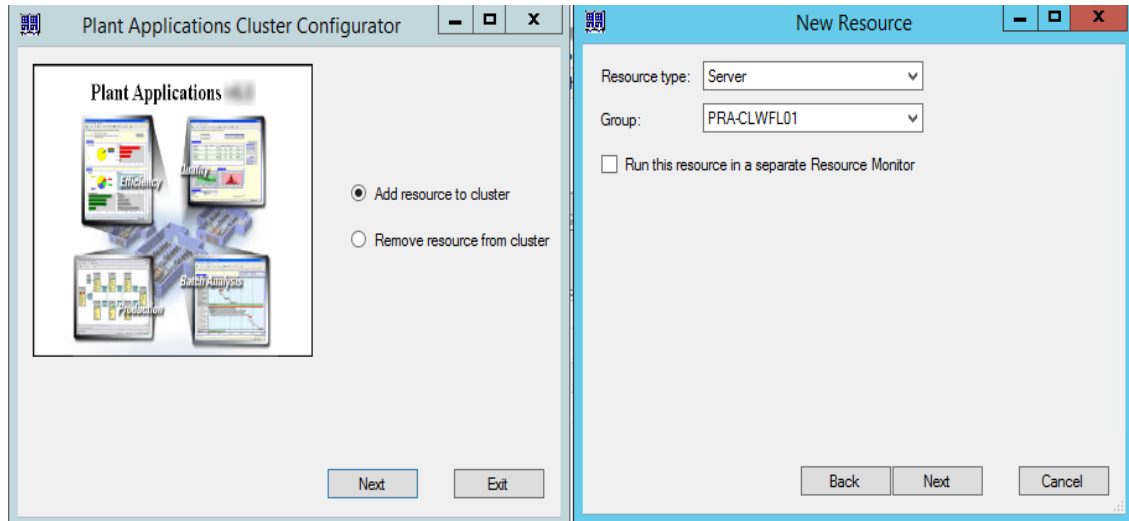 Plant Applications Cluster Configurator
Plant Applications
Efficiency
Quality
Production
Batch Analysis
Add resource to cluster
Remove resource from cluster
Next
Exit
New Resource
Resource type:
Server
Group:
PRA-CLWFL01
Run this resource in a separate Resource Monitor
Back
Next
Cancel